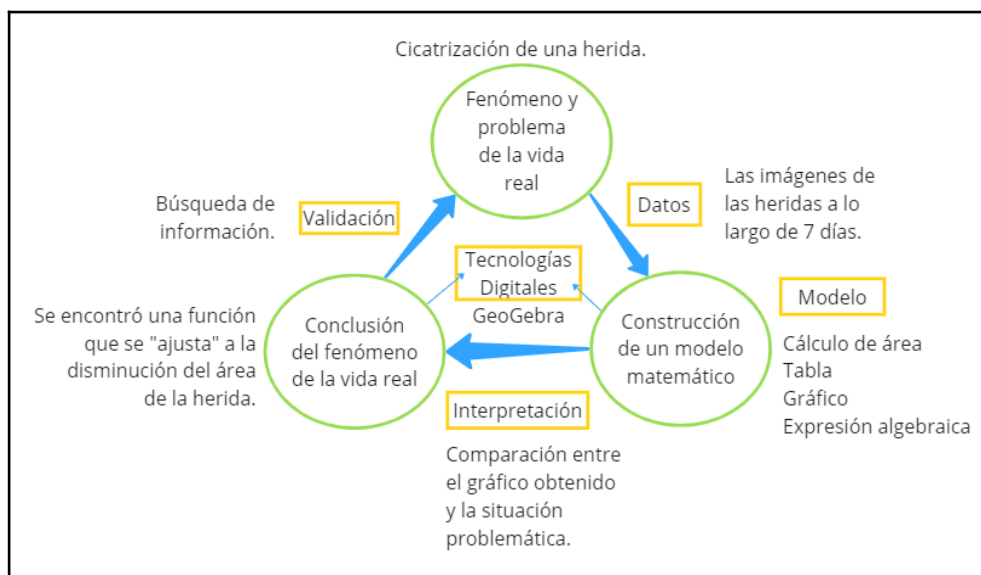 Cicatrización de una herida.
Fenómeno y
problema
de la vida
real
Datos
Las imágenes de
las heridas a lo
largo de 7 días.
Búsqueda de
información.
Validación
Tecnologías
Digitales
GeoGebra
Modelo
Construcción
de un modelo
matemático
Cálculo de área
Tabla
Gráfico
Expresión algebraica
Se encontró una función
que se "ajusta" a la
disminución del área
de la herida.
Conclusión
del fenómeno
de la vida real
Interpretación
Comparación entre
el gráfico obtenido
y la situación
problemática.